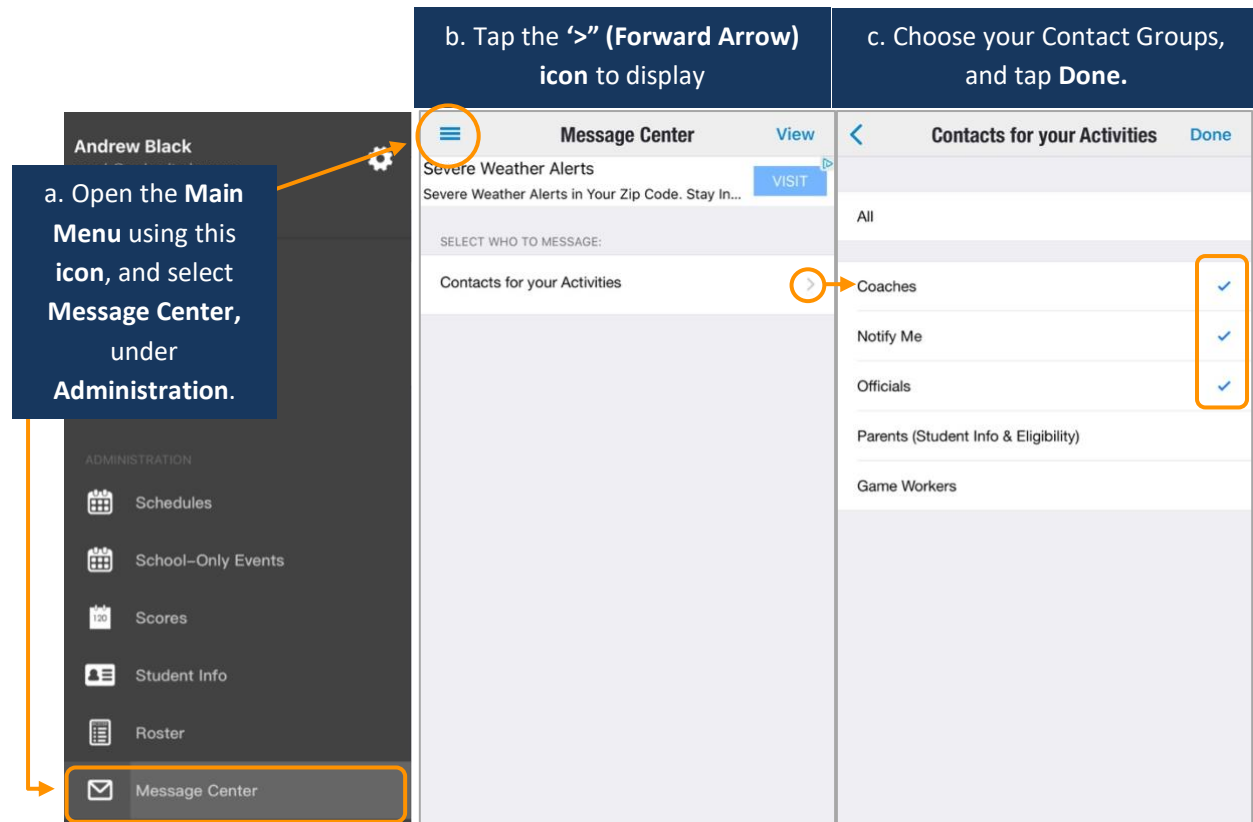 b. Tap the ‘>” (Forward Arrow)
icon to display
c. Choose your Contact Groups,
and tap Done.
Andrew Black
a. Open the Main
Menu using this
icon, and select
Message Center,
under
Administration.
ADMINISTRATION
Schedules
School-Only Events
120
Scores
Student Info
Roster
Message Center
Message Center
View
Severe Weather Alerts
Severe Weather Alerts in Your Zip Code. Stay In...
VISIT
SELECT WHO TO MESSAGE:
Contacts for your Activities
Contacts for your Activities
Done
All
Coaches
Notify Me
Officials
Parents (Student Info & Eligibility)
Game Workers